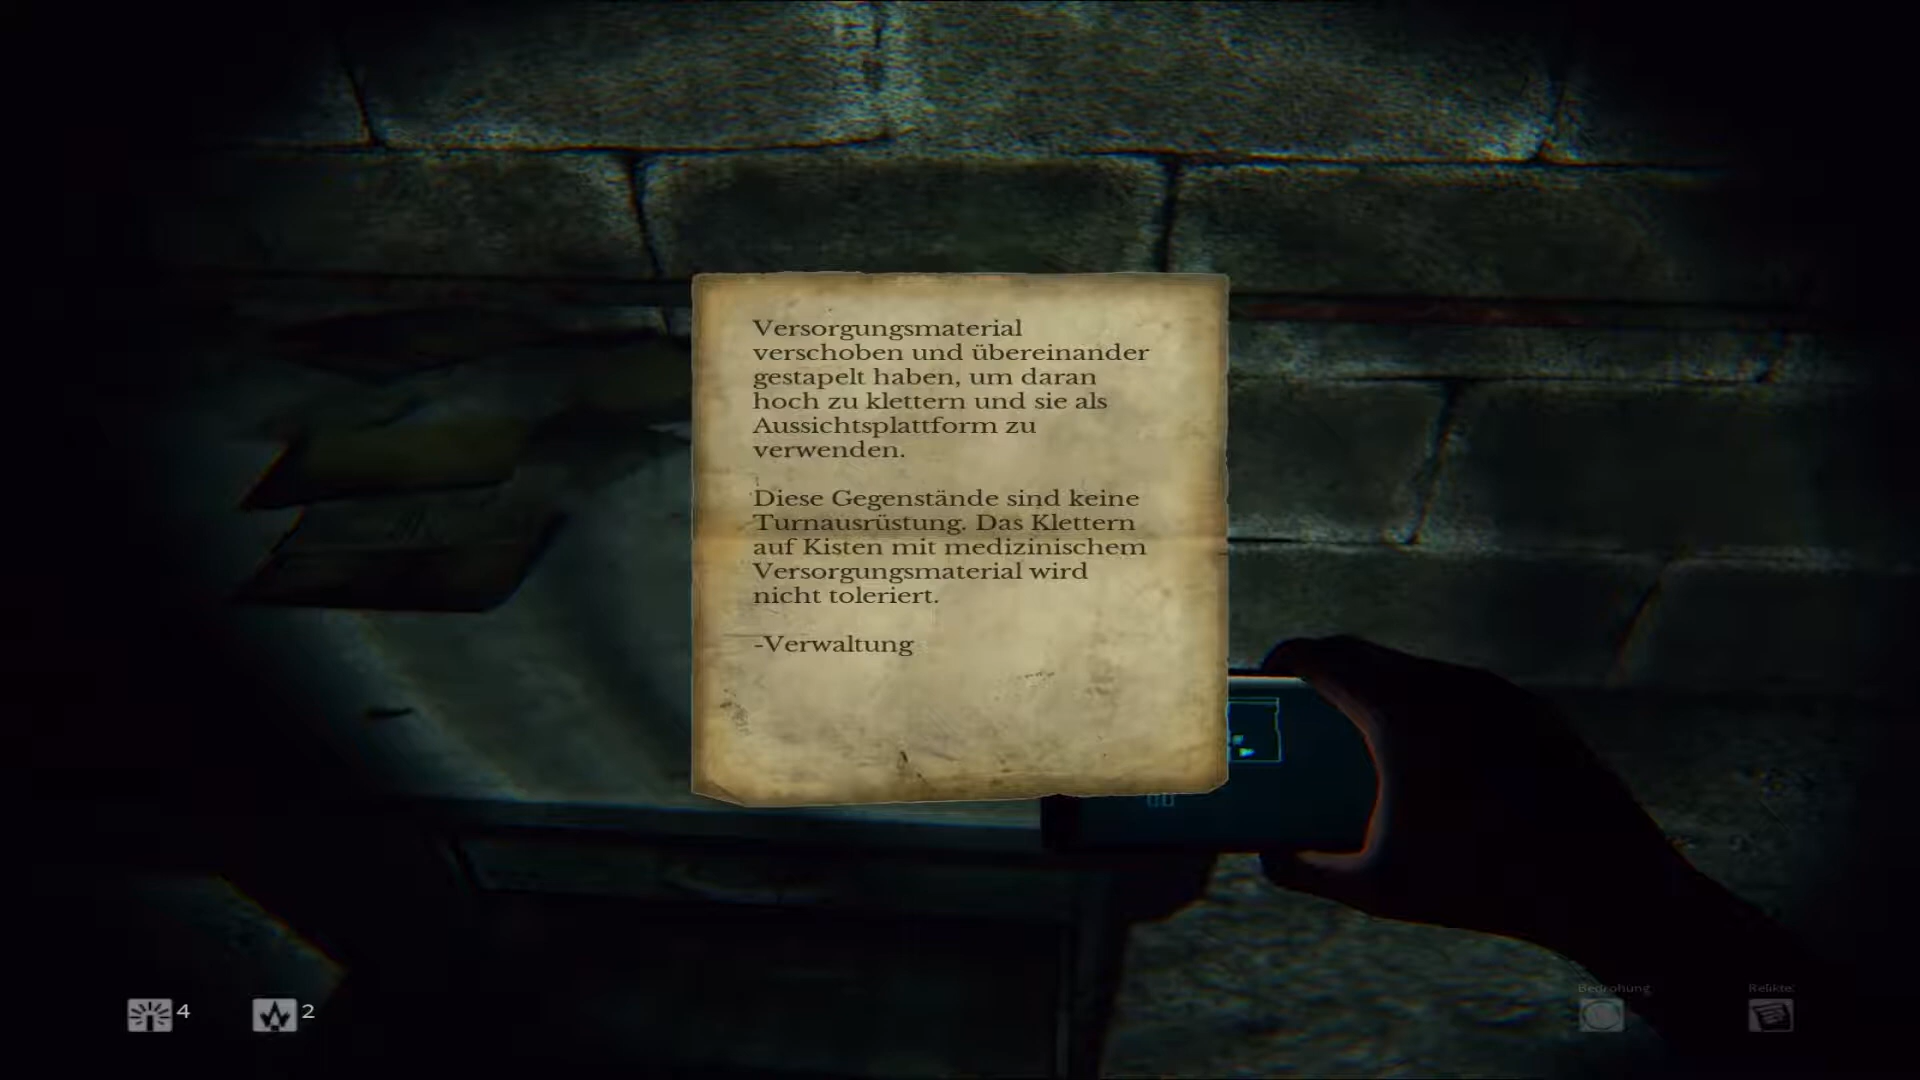 Versorgungsmaterial
verschoben und übereinander
gestapelt haben, um daran
hoch zu klettern und sie als
Aussichtsplattform zu
verwenden.
Diese Gegenstände sind keine
Turnausrüstung. Das Klettern
auf Kisten mit medizinischem
Versorgungsmaterial wird
nicht toleriert.
-Verwaltung
4
2
Bedrohung
Relikte: